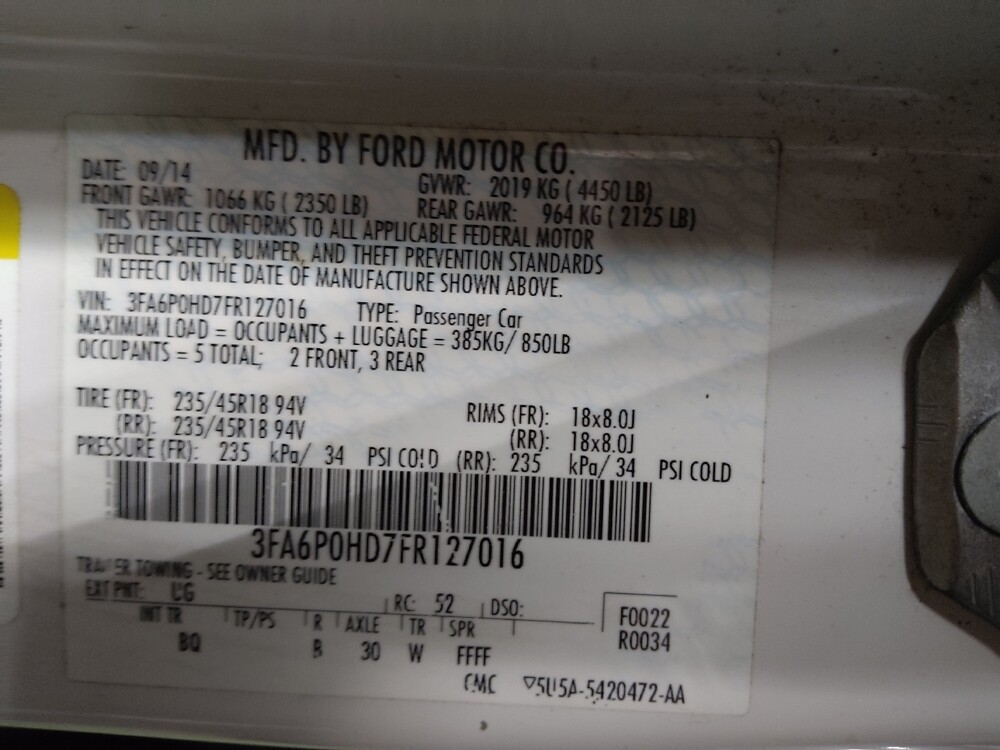 MFD. BY FORD MOTOR CO.
DATE: 09/14 GVWR: 2019 KG ( 4450 LB)
FRONT GAWR: 1066 KG ( 2350 LB) REAR GAWR: 964 KG ( 2125 LB)
THIS VEHICLE CONFORMS TO ALL APPLICABLE FEDERAL MOTOR
VEHICLE SAFETY, BUMPER, AND THEFT PREVENTION STANDARDS
IN EFFECT ON THE DATE OF MANUFACTURE SHOWN ABOVE.
VIN: 3FA6P0HD7FR127016 TYPE: Passenger Car
MAXIMUM LOAD = OCCUPANTS + LUGGAGE = 385KG/ 850LB
OCCUPANTS = 5 TOTAL; 2 FRONT, 3 REAR
TIRE (FR): 235/45R18 94V RIMS (FR): 18x8.0J
(RR): 235/45R18 94V (RR): 18x8.0J
PRESSURE (FR): 235 kPa/ 34 PSI COLD (RR): 235 kPa/ 34 PSI COLD
3FA6P0HD7FR127016
TRAILER TOWING - SEE OWNER GUIDE
EXT PNT: UG RC: 52 DSO: F0022
INT TR TP/PS R AXLE TR SPR R0034
BQ B 30 W FFFF
CMC ▽5U5A-5420472-AA